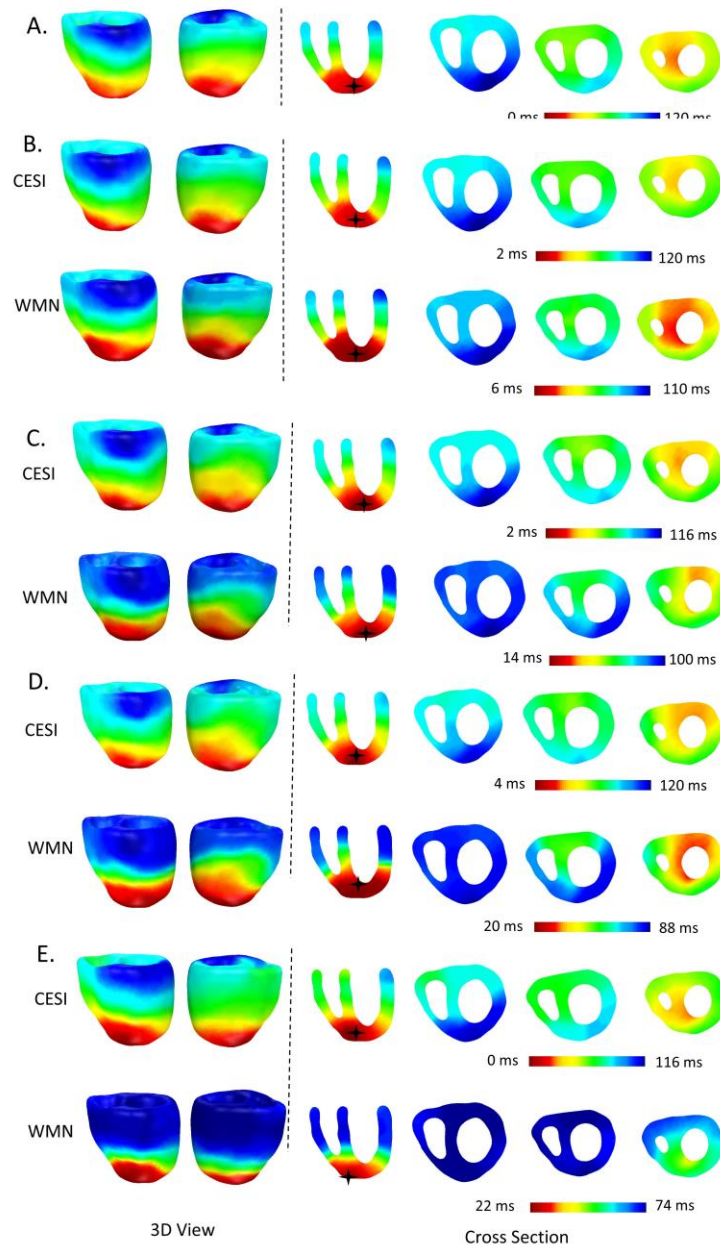 A.
0 ms 120 ms
B.
CESI
2 ms 120 ms
WMN
6 ms 110 ms
C.
CESI
2 ms 116 ms
WMN
14 ms 100 ms
D.
CESI
4 ms 120 ms
WMN
20 ms 88 ms
E.
CESI
0 ms 116 ms
WMN
22 ms 74 ms
3D View Cross Section